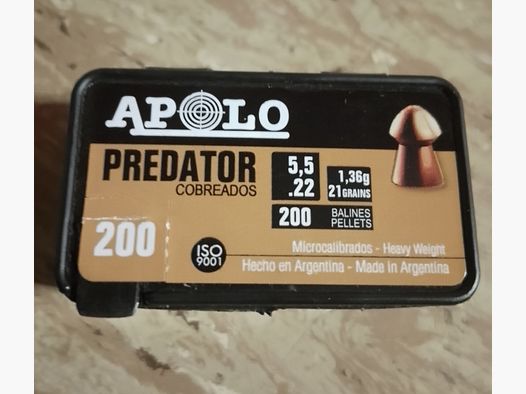 APOLO
PREDATOR
COBREADOS
5,5
.22
1,36g
21 GRAINS
200
BALINES
PELLETS
200
ISO
9001
Microcalibrados - Heavy Weight
Hecho en Argentina - Made in Argentina